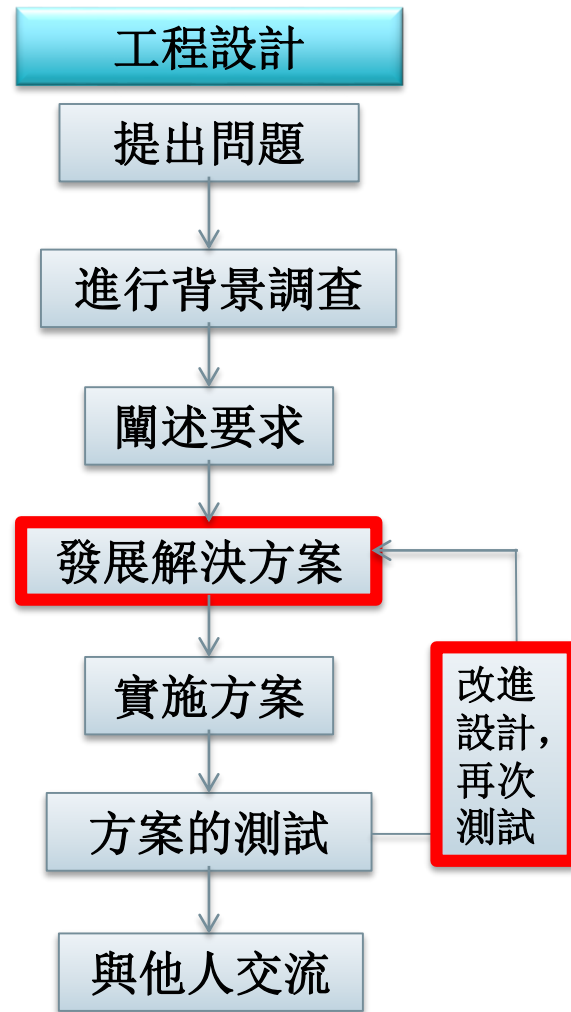 工程設計
提出問題
進行背景調查
闡述要求
發展解決方案
實施方案
方案的測試
與他人交流
改進
設計，
再次
測試